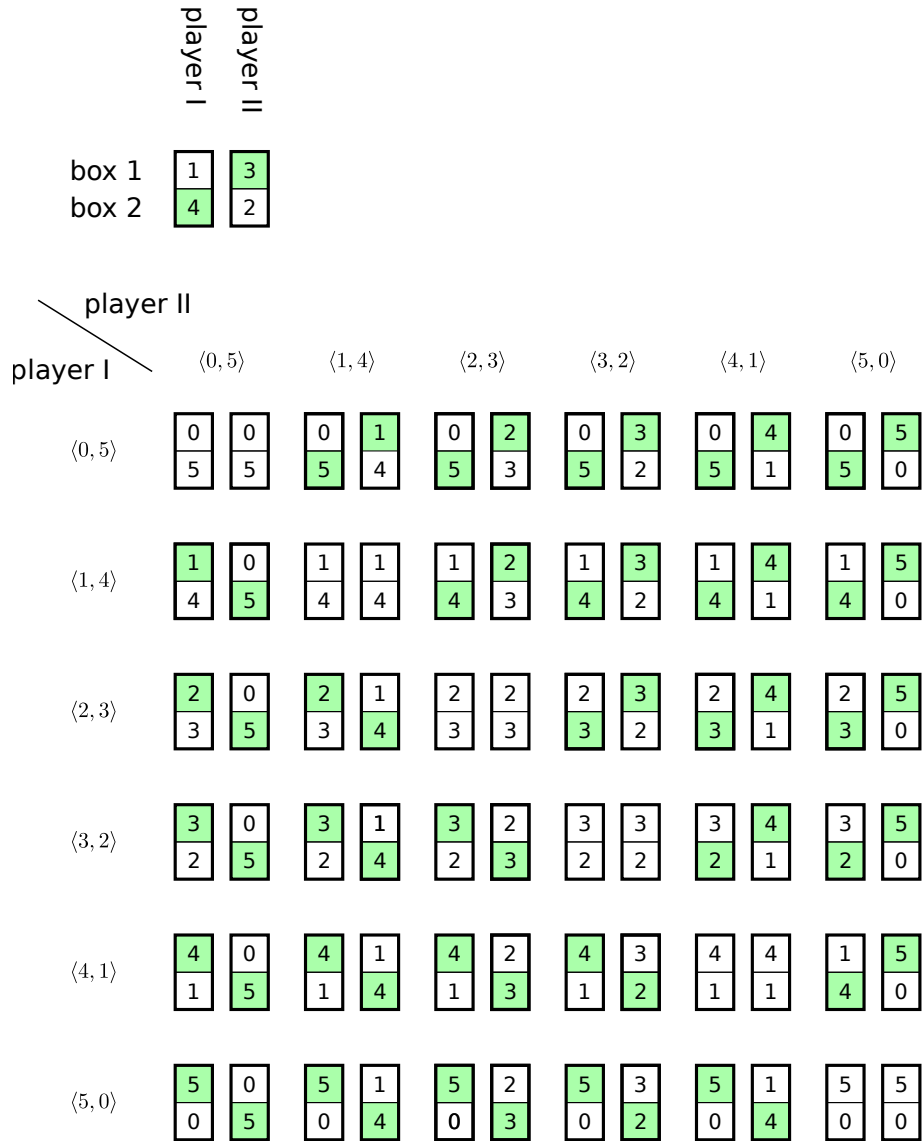 player I player II
box 1 1 3
box 2 4 2
player II
player I ⟨0, 5⟩ ⟨1, 4⟩ ⟨2, 3⟩ ⟨3, 2⟩ ⟨4, 1⟩ ⟨5, 0⟩
0 0 0 1 0 2 0 3 0 4 0 5
⟨0, 5⟩
5 5 5 4 5 3 5 2 5 1 5 0
1 0 1 1 1 2 1 3 1 4 1 5
⟨1, 4⟩
4 5 4 4 4 3 4 2 4 1 4 0
2 0 2 1 2 2 2 3 2 4 2 5
⟨2, 3⟩
3 5 3 4 3 3 3 2 3 1 3 0
3 0 3 1 3 2 3 3 3 4 3 5
⟨3, 2⟩
2 5 2 4 2 3 2 2 2 1 2 0
4 0 4 1 4 2 4 3 4 4 1 5
⟨4, 1⟩
1 5 1 4 1 3 1 2 1 1 4 0
5 0 5 1 5 2 5 3 5 1 5 5
⟨5, 0⟩
0 5 0 4 0 3 0 2 0 4 0 0